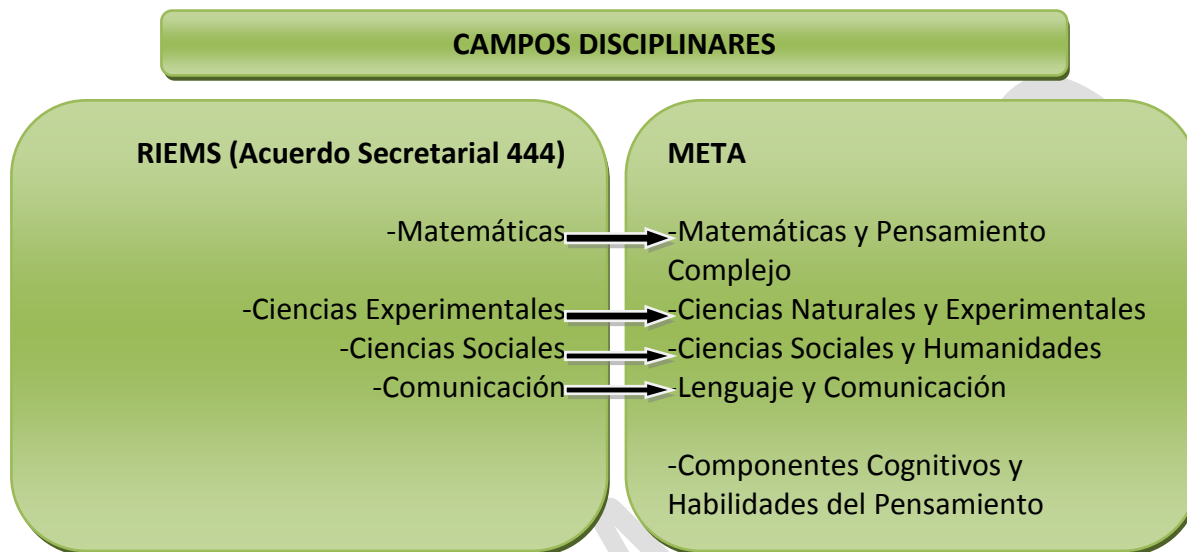 CAMPOS DISCIPLINARES
RIEMS (Acuerdo Secretarial 444)
-Matemáticas
-Ciencias Experimentales
-Ciencias Sociales
-Comunicación
META
-Matemáticas y Pensamiento
Complejo
-Ciencias Naturales y Experimentales
-Ciencias Sociales y Humanidades
-Lenguaje y Comunicación
-Componentes Cognitivos y
Habilidades del Pensamiento